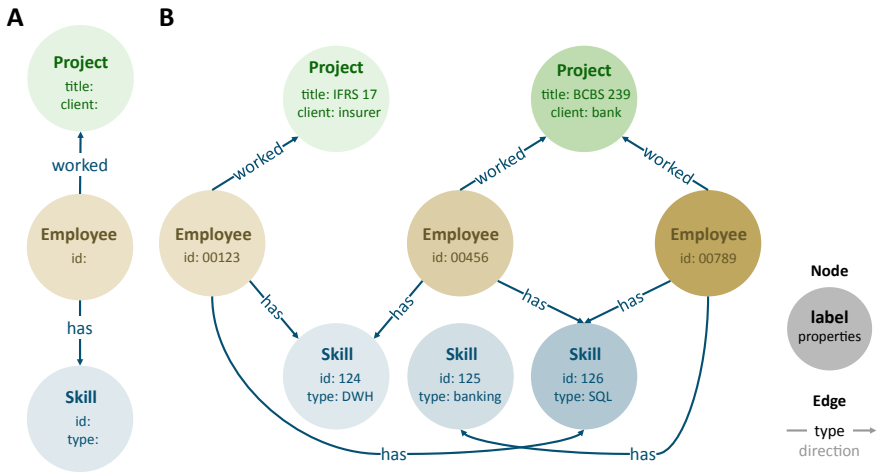 A
Project
title:
client:
worked
Employee
id:
has
Skill
id:
type:
B
Project
title: IFRS 17
client: insurer
Project
title: BCBS 239
client: bank
worked
worked
worked
Employee
id: 00123
Employee
id: 00456
Employee
id: 00789
has
has
has
has
Skill
id: 124
type: DWH
Skill
id: 125
type: banking
Skill
id: 126
type: SQL
has
has
Node
label
properties
Edge
type
direction